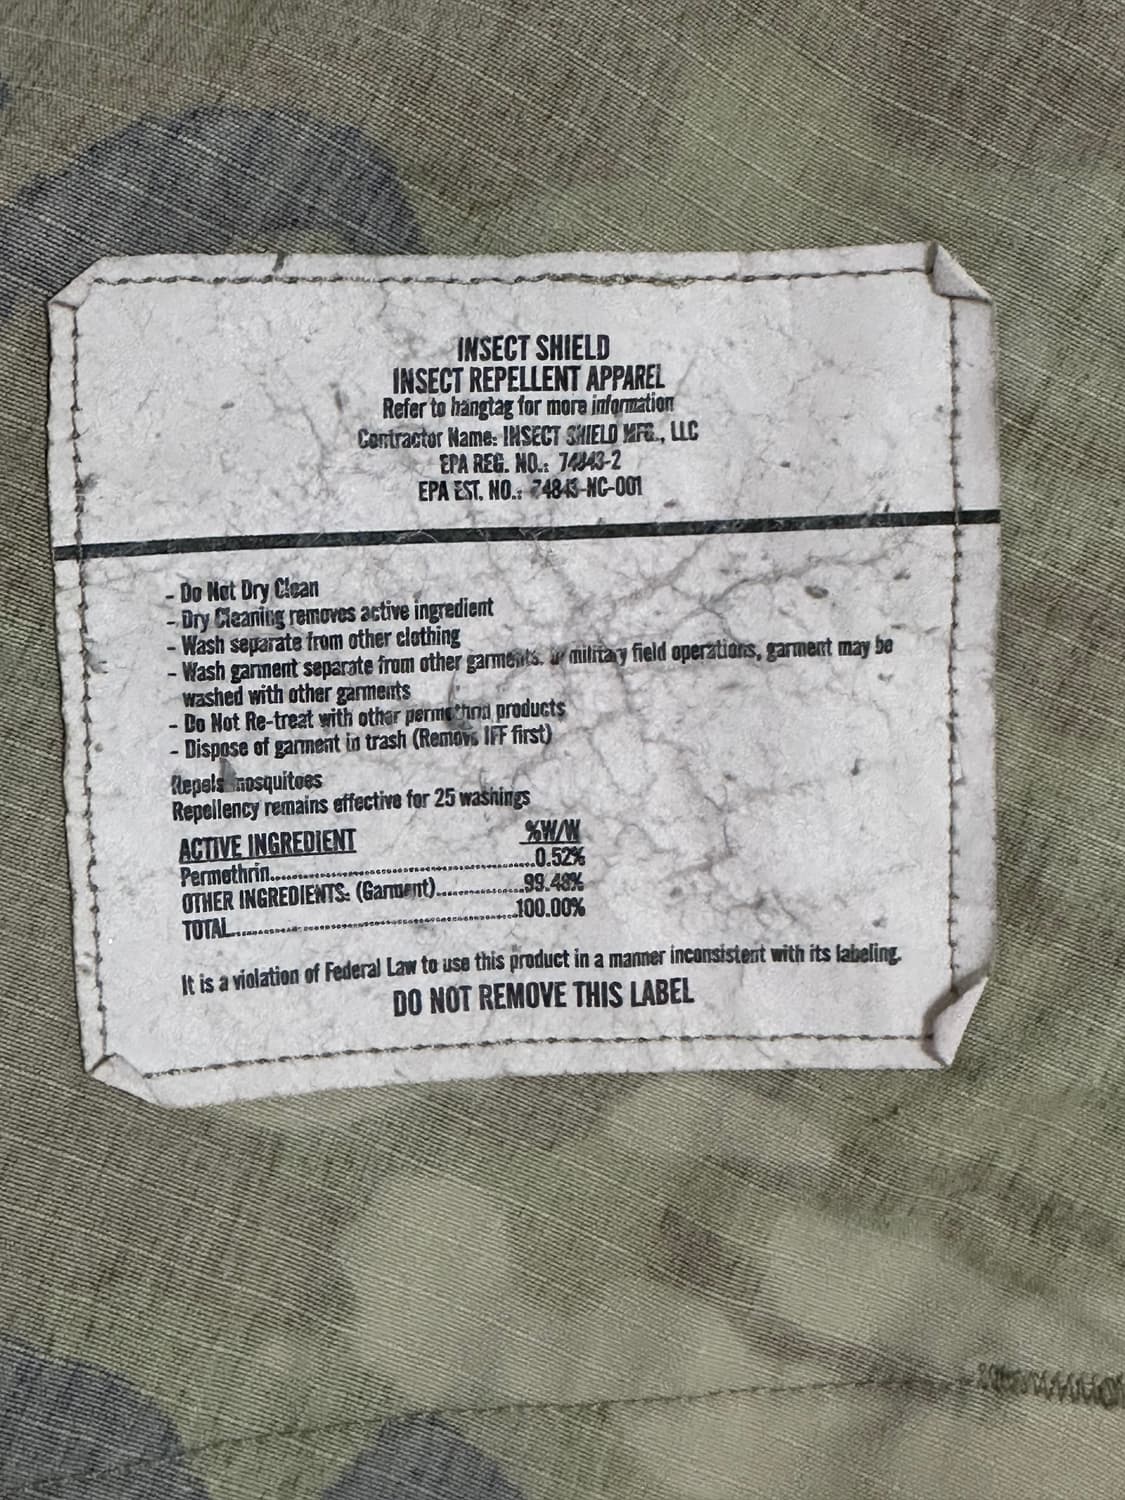 INSECT SHIELD
INSECT REPELLENT APPAREL
Refer to hangtag for more information
Contractor Name: INSECT SHIELD MFG., LLC
EPA REG. NO.: 74843-2
EPA EST. NO.: 74843-NC-001
- Do Not Dry Clean
- Dry Cleaning removes active ingredient
- Wash separate from other clothing
- Wash garment separate from other garments. military field operations, garment may be
washed with other garments
- Do Not Re-treat with other permethrin products
- Dispose of garment in trash (Remove IFF first)
Repels mosquitoes
Repellency remains effective for 25 washings
ACTIVE INGREDIENT %W/W
Permethrin..............................................0.52%
OTHER INGREDIENTS: (Garment)...............99.48%
TOTAL..................................................100.00%
It is a violation of Federal Law to use this product in a manner inconsistent with its labeling.
DO NOT REMOVE THIS LABEL